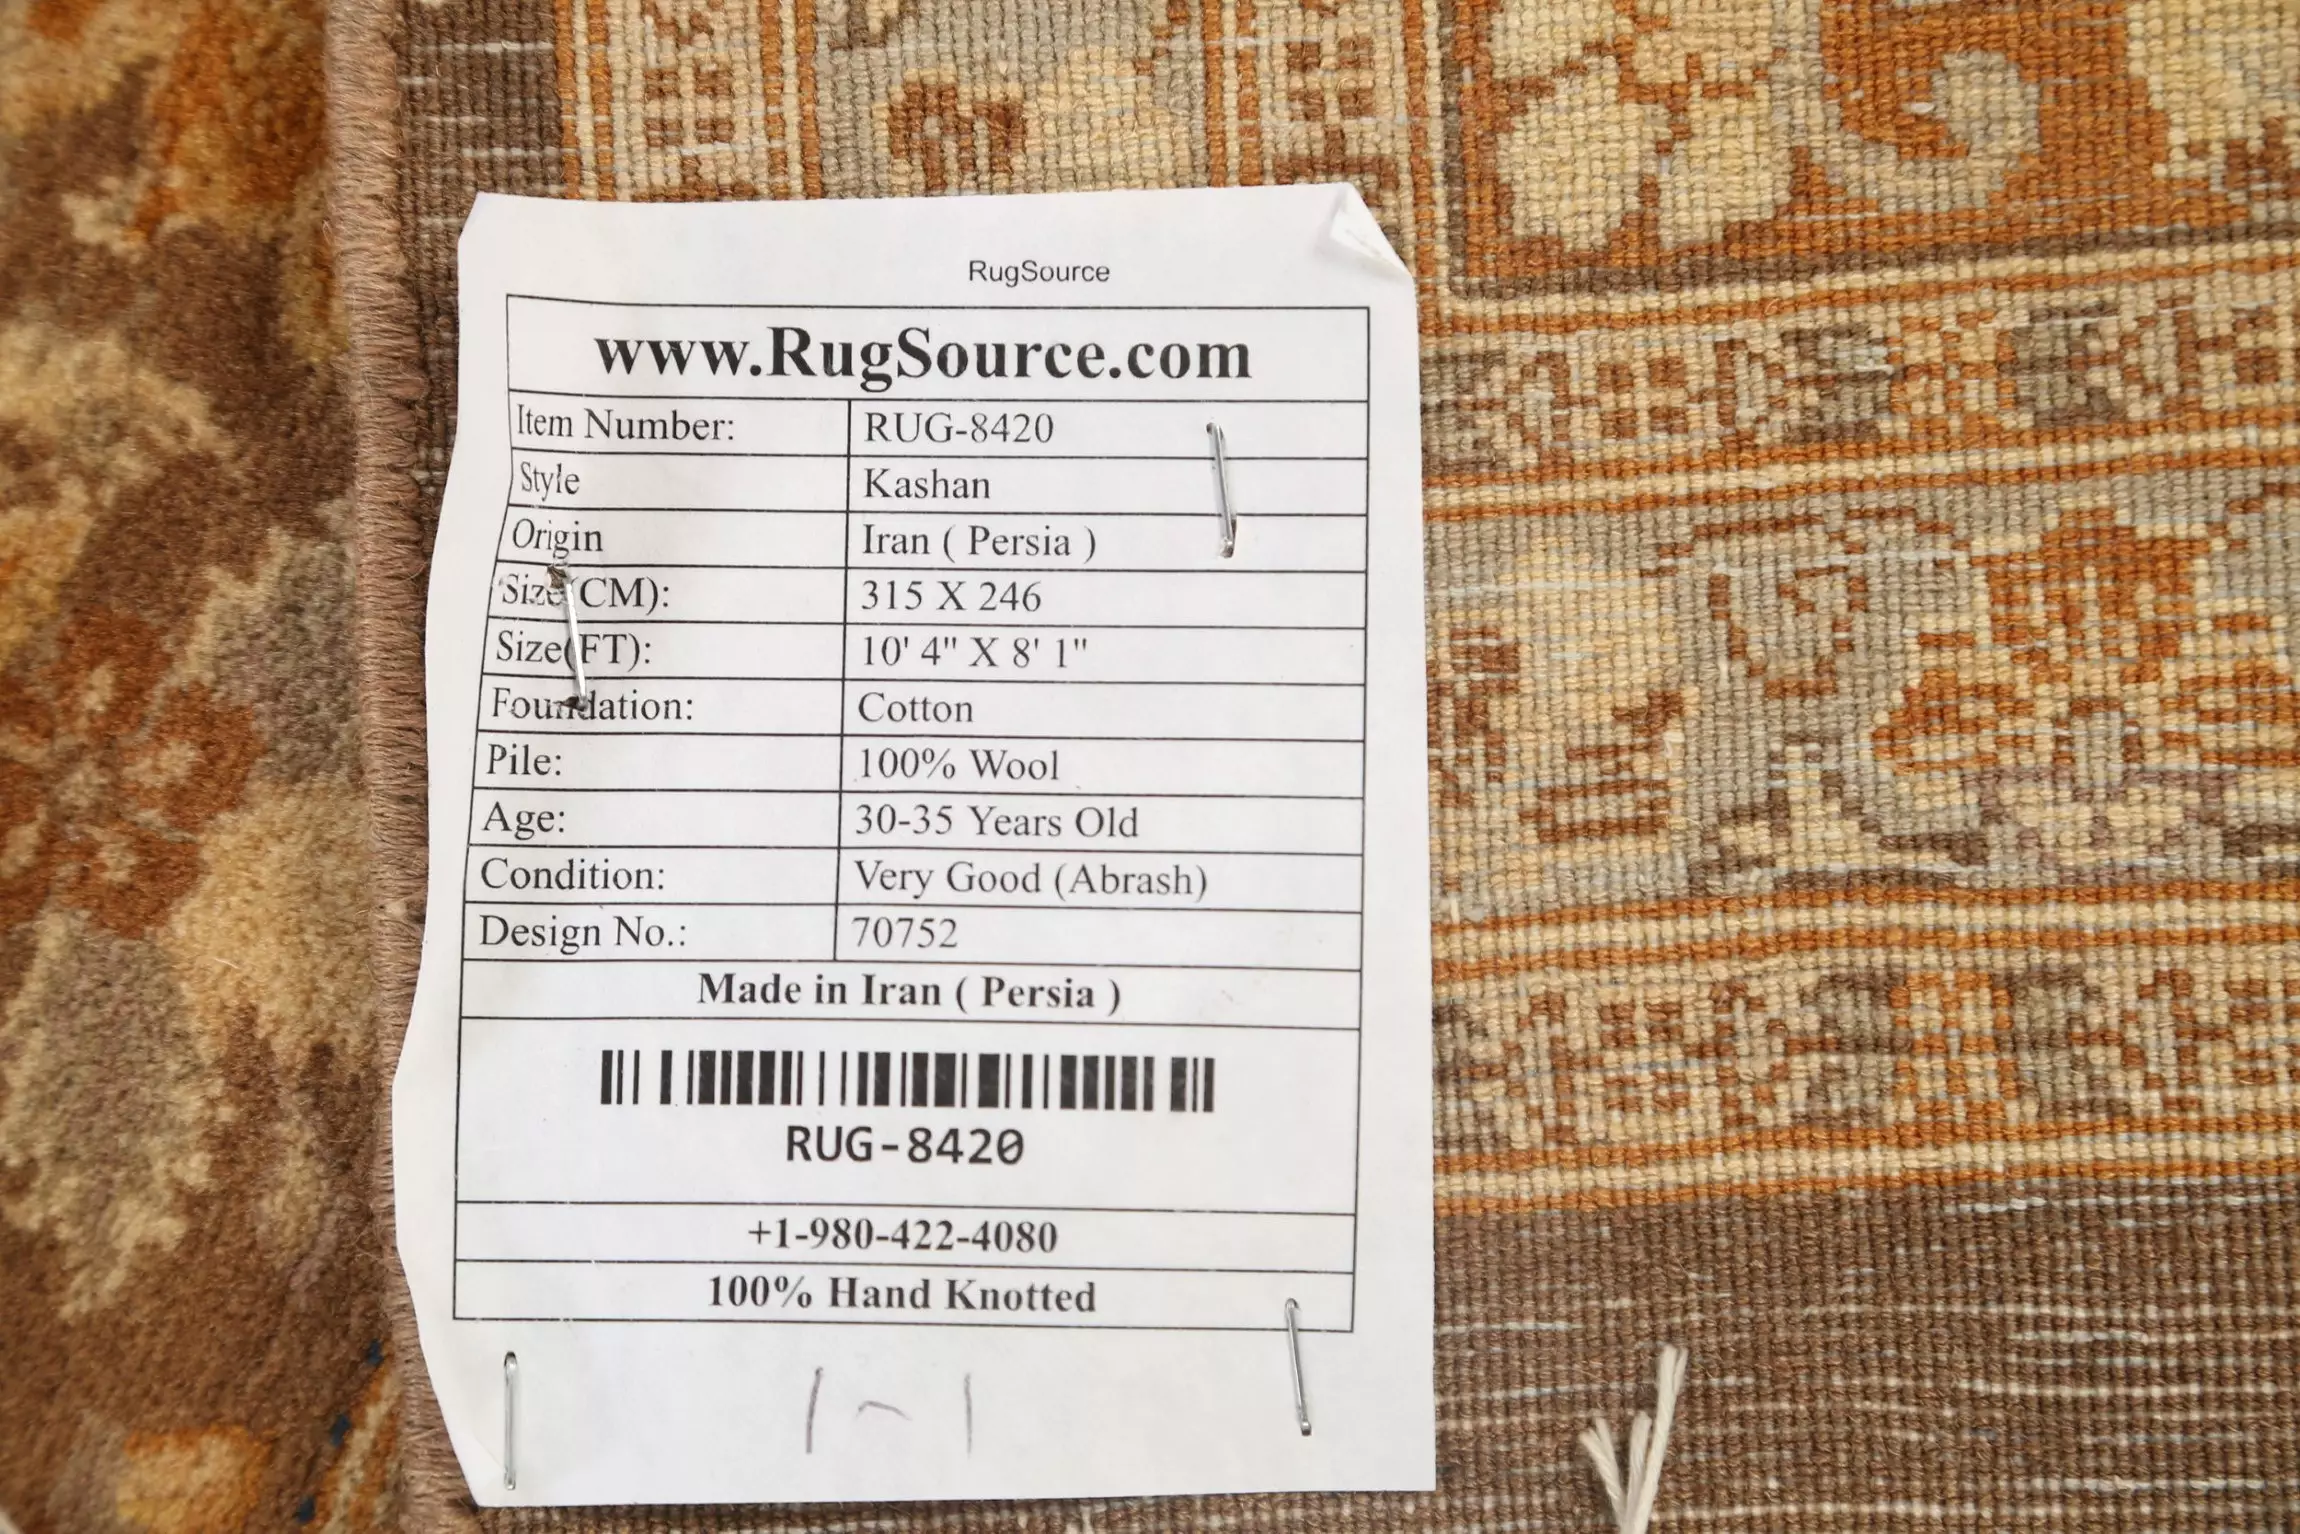 RugSource
www.RugSource.com
Item Number: RUG-8420
Style Kashan
Origin Iran ( Persia )
Size(CM): 315 X 246
Size(FT): 10' 4" X 8' 1"
Foundation: Cotton
Pile: 100% Wool
Age: 30-35 Years Old
Condition: Very Good (Abrash)
Design No.: 70752
Made in Iran ( Persia )
RUG-8420
+1-980-422-4080
100% Hand Knotted
1-1